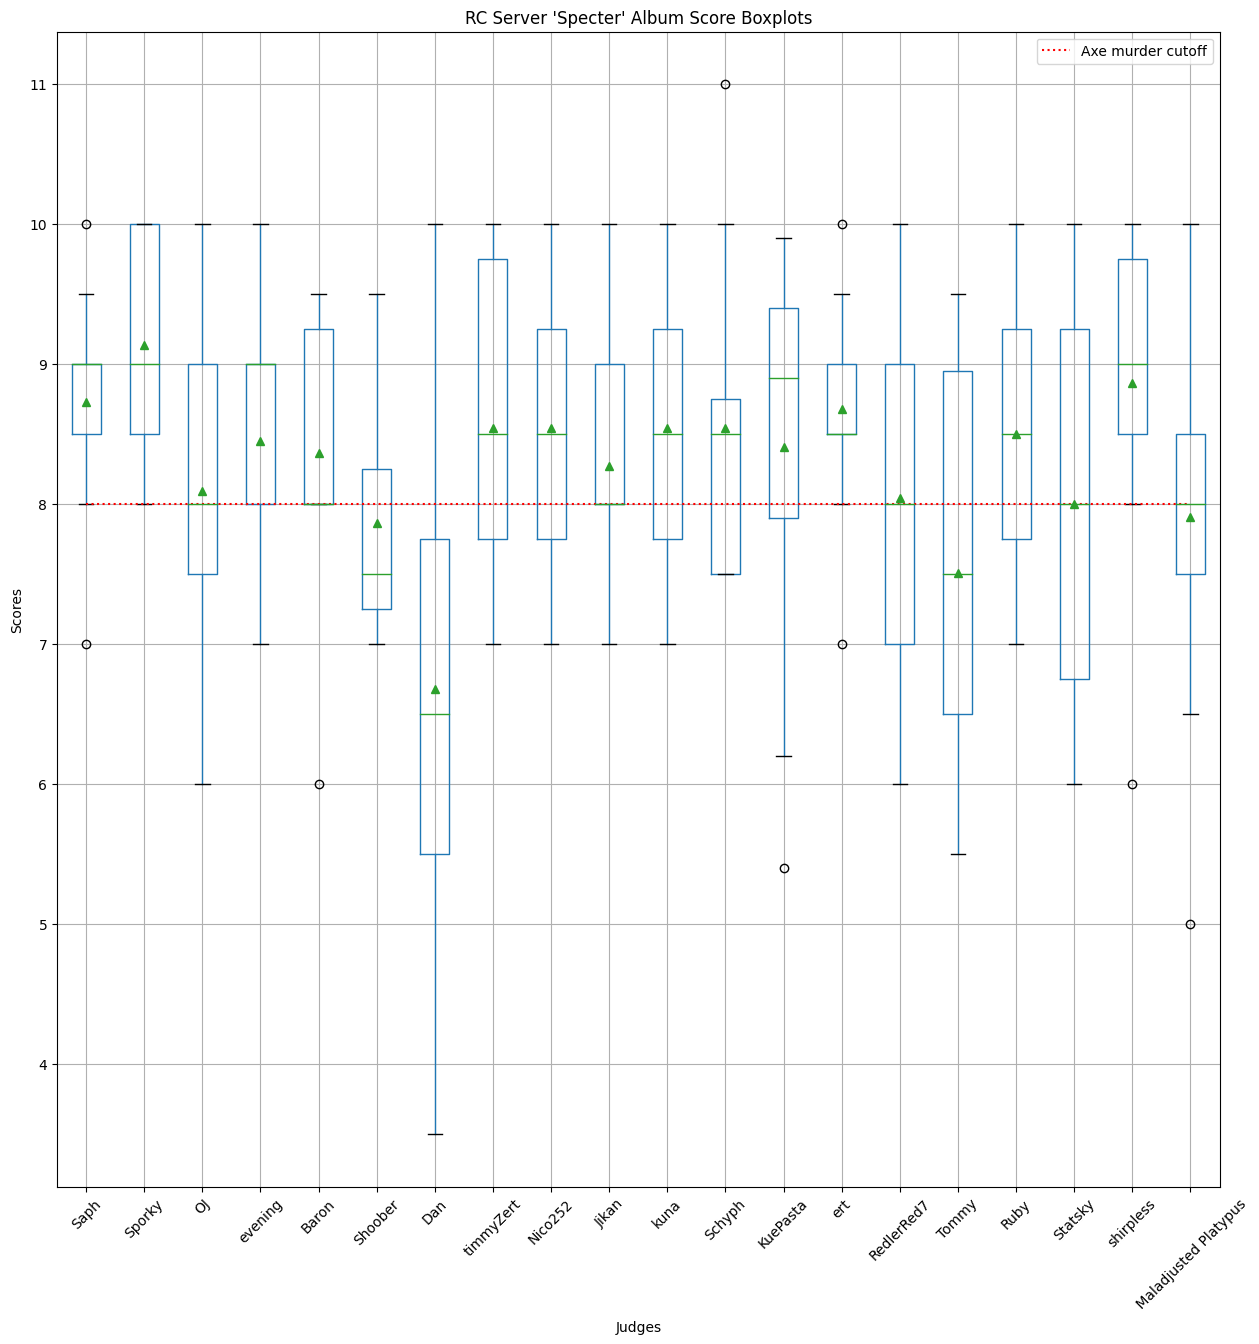 RC Server 'Specter' Album Score Boxplots
Axe murder cutoff
11
10
9
8
7
6
5
4
Scores
Saph
Sporky
OJ
evening
Baron
Shoober
Dan
timmyZert
Nico252
Jikan
kuna
Schyph
KuePasta
ert
RedlerRed7
Tommy
Ruby
Statsky
shirpless
Maladjusted Platypus
Judges